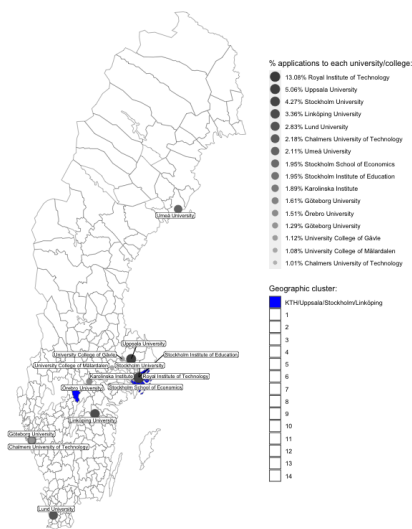 % applications to each university/college:
13.08% Royal Institute of Technology
5.06% Uppsala University
4.27% Stockholm University
3.36% Linköping University
2.83% Lund University
2.18% Chalmers University of Technology
2.11% Umeå University
1.95% Stockholm School of Economics
1.95% Stockholm Institute of Education
1.89% Karolinska Institute
1.61% Göteborg University
1.51% Örebro University
1.29% Göteborg University
1.12% University College of Gävle
1.08% University College of Mälardalen
1.01% Chalmers University of Technology
Geographic cluster:
KTH/Uppsala/Stockholm/Linköping
1
2
3
4
5
6
7
8
9
10
11
12
13
14
Umeå University
Uppsala University
University College of Gävle
Stockholm Institute of Education
University College of Mälardalen
Stockholm University
Karolinska Institute
Royal Institute of Technology
Örebro University
Stockholm School of Economics
Linköping University
Göteborg University
Chalmers University of Technology
Lund University